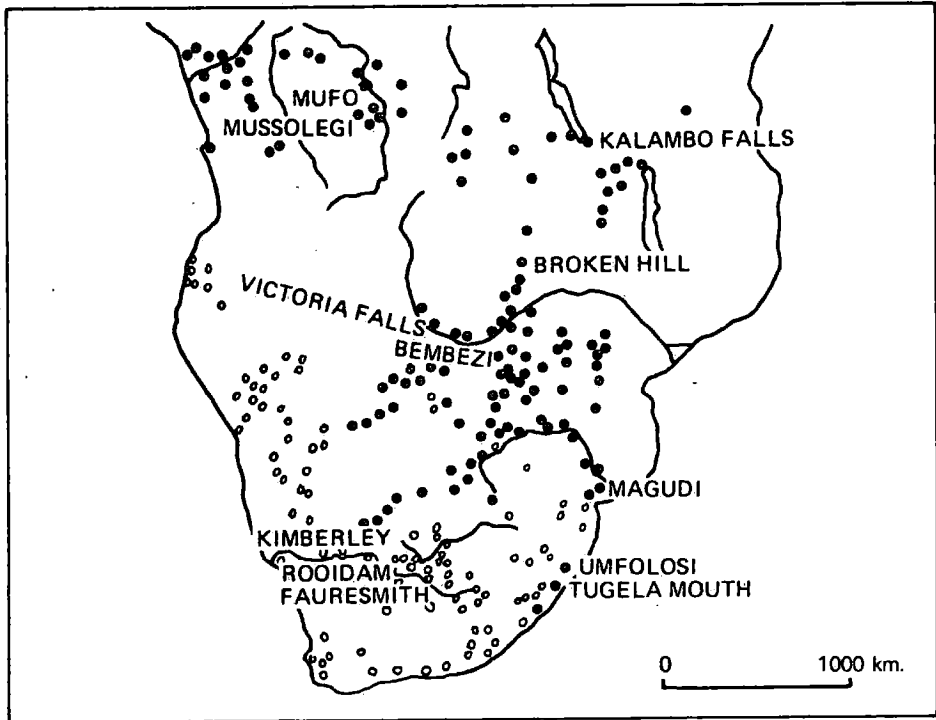 MUFO
MUSSOLEGI
KALAMBO FALLS
BROKEN HILL
VICTORIA FALLS
BEMBEZI
MAGUDI
KIMBERLEY
ROOIDAM
FAURESMITH
UMFOLOSI
TUGELA MOUTH
0 1000 km.